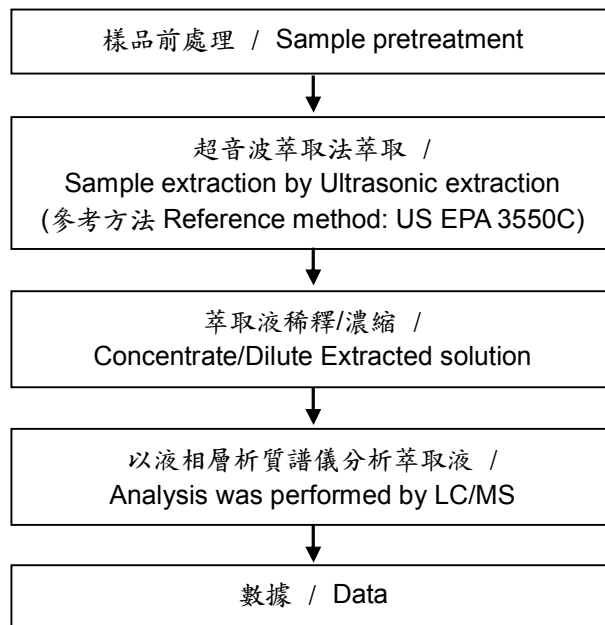 樣品前處理 / Sample pretreatment
超音波萃取法萃取 /
Sample extraction by Ultrasonic extraction
(參考方法 Reference method: US EPA 3550C)
萃取液稀釋/濃縮 /
Concentrate/Dilute Extracted solution
以液相層析質譜儀分析萃取液 /
Analysis was performed by LC/MS
數據 / Data